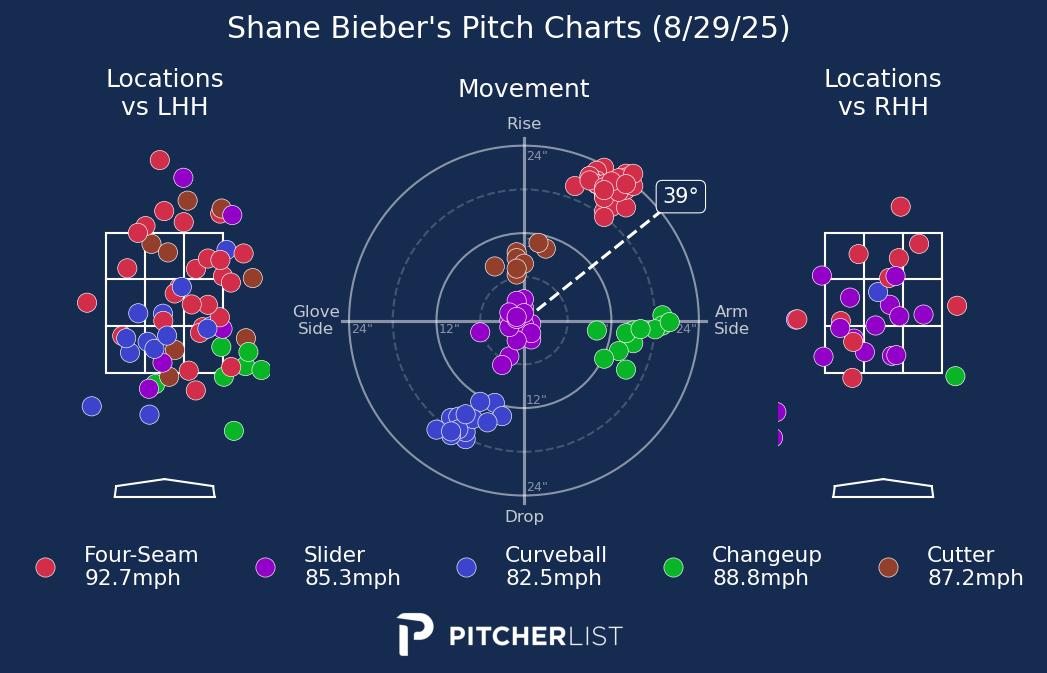 Shane Bieber's Pitch Charts (8/29/25)
Locations
vs LHH
Movement
Locations
vs RHH
Rise
24"
39°
Glove
Side
24"
12"
24"
Arm
Side
12"
24"
Drop
Four-Seam
92.7mph
Slider
85.3mph
Curveball
82.5mph
Changeup
88.8mph
Cutter
87.2mph
PITCHERLIST